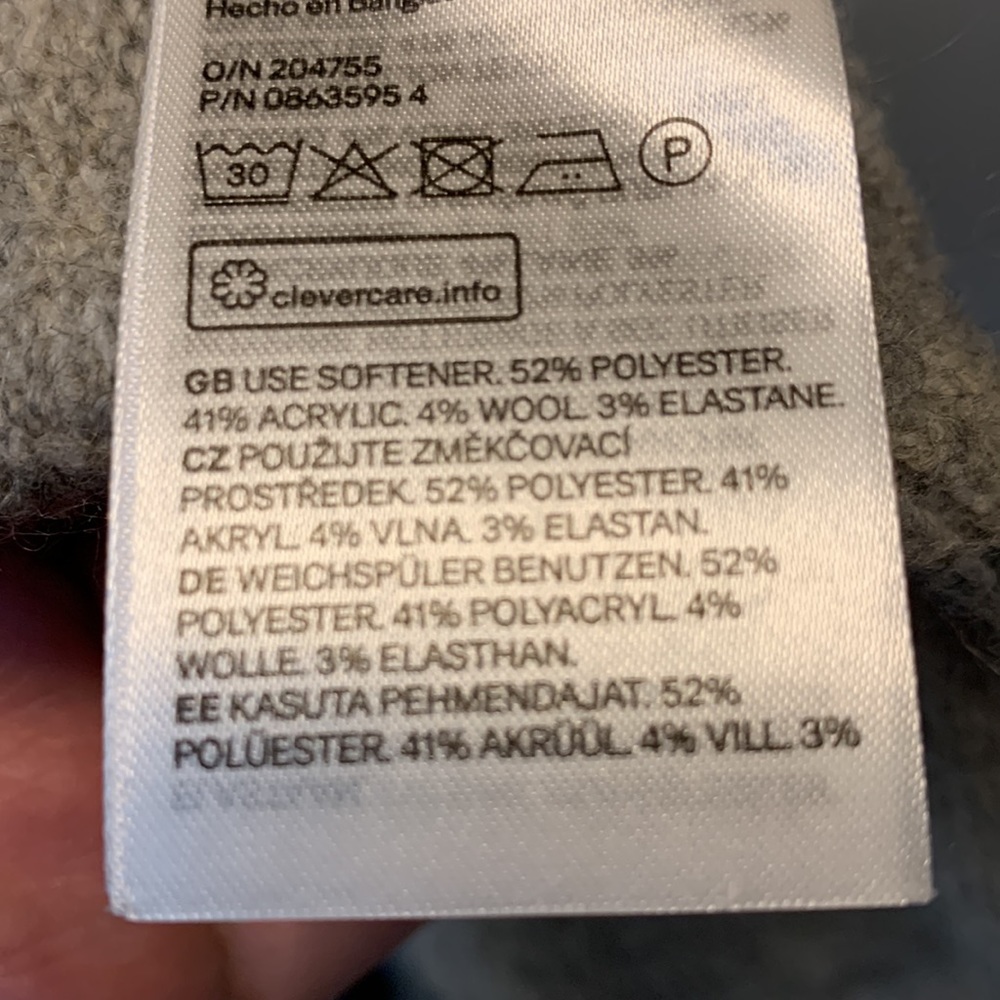 Hecho en
O/N 204755
P/N 0863595 4
30
P
clevercare.info
GB USE SOFTENER. 52% POLYESTER.
41% ACRYLIC. 4% WOOL. 3% ELASTANE.
CZ POUŽIJTE ZMĚKČOVACÍ
PROSTŘEDEK. 52% POLYESTER. 41%
AKRYL. 4% VLNA. 3% ELASTAN.
DE WEICHSPÜLER BENUTZEN. 52%
POLYESTER. 41% POLYACRYL. 4%
WOLLE. 3% ELASTHAN.
EE KASUTA PEHMENDAJAT. 52%
POLÜESTER. 41% AKRÜÜL. 4% VILL. 3%